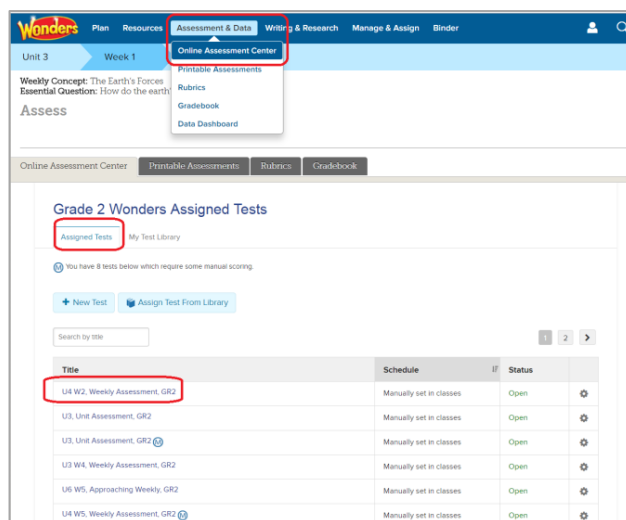 Wonders Plan Resources Assessment & Data Writing & Research Manage & Assign Binder
Unit 3 Week 1
Online Assessment Center
Printable Assessments
Rubrics
Gradebook
Data Dashboard
Weekly Concept: The Earth's Forces
Essential Question: How do the earth'
Assess
Online Assessment Center Printable Assessments Rubrics Gradebook
Grade 2 Wonders Assigned Tests
Assigned Tests My Test Library
M You have 8 tests below which require some manual scoring.
+ New Test Assign Test From Library
Search by title 1 2 >
Title Schedule Status
U4 W2, Weekly Assessment, GR2 Manually set in classes Open
U3, Unit Assessment, GR2 Manually set in classes Open
U3, Unit Assessment, GR2 M Manually set in classes Open
U3 W4, Weekly Assessment, GR2 Manually set in classes Open
U6 W5, Approaching Weekly, GR2 Manually set in classes Open
U4 W5, Weekly Assessment, GR2 M Manually set in classes Open